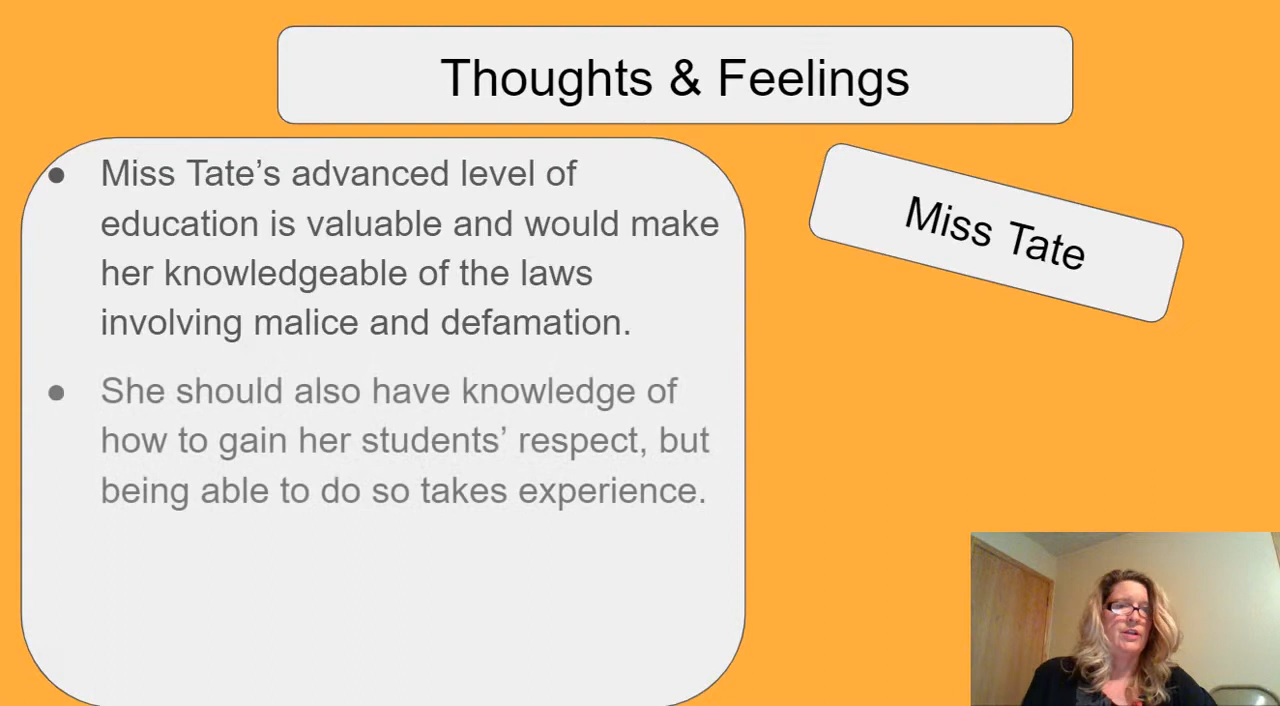 Thoughts & Feelings
Miss Tate
● Miss Tate’s advanced level of
education is valuable and would make
her knowledgeable of the laws
involving malice and defamation.
● She should also have knowledge of
how to gain her students’ respect, but
being able to do so takes experience.